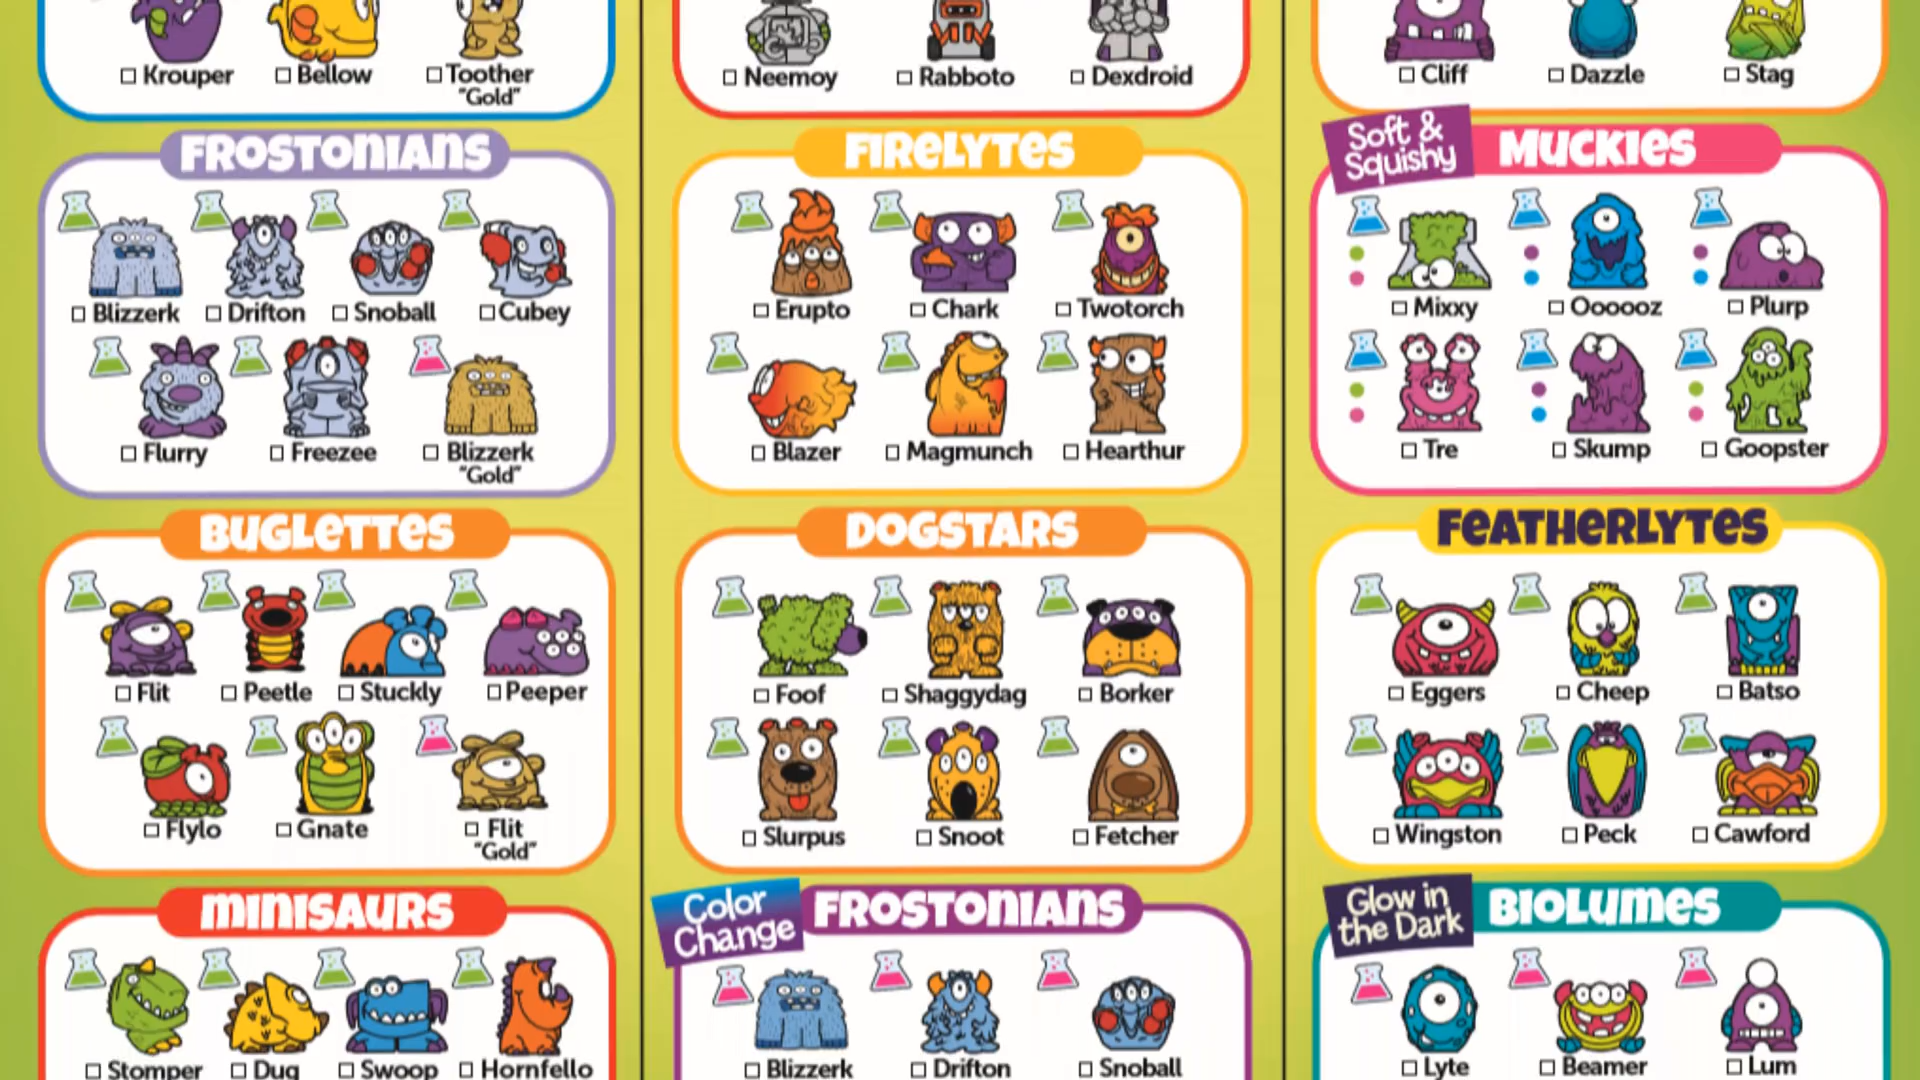 ☐ Krouper ☐ Bellow ☐ Toother
"Gold"
☐ Neemoy ☐ Rabboto ☐ Dexdroid
☐ Cliff ☐ Dazzle ☐ Stag
FROSTONIANS
☐ Blizzerk ☐ Drifton ☐ Snoball ☐ Cubey
☐ Flurry ☐ Freezee ☐ Blizzerk
"Gold"
FIRELYTES
☐ Erupto ☐ Chark ☐ Twotorch
☐ Blazer ☐ Magmunch ☐ Hearthur
Soft &
Squishy
MUCKIES
☐ Mixxy ☐ Oooooz ☐ Plurp
☐ Tre ☐ Skump ☐ Goopster
BUGLETTES
☐ Flit ☐ Peetle ☐ Stuckly ☐ Peeper
☐ Flylo ☐ Gnate ☐ Flit
"Gold"
DOGSTARS
☐ Foof ☐ Shaggydag ☐ Borker
☐ Slurpus ☐ Snoot ☐ Fetcher
FEATHERLYTES
☐ Eggers ☐ Cheep ☐ Batso
☐ Wingston ☐ Peck ☐ Cawford
MINISAURS
☐ Stomper ☐ Dug ☐ Swoop ☐ Hornfello
Color
Change
FROSTONIANS
☐ Blizzerk ☐ Drifton ☐ Snoball
Glow in
the Dark
BIOLUMES
☐ Lyte ☐ Beamer ☐ Lum